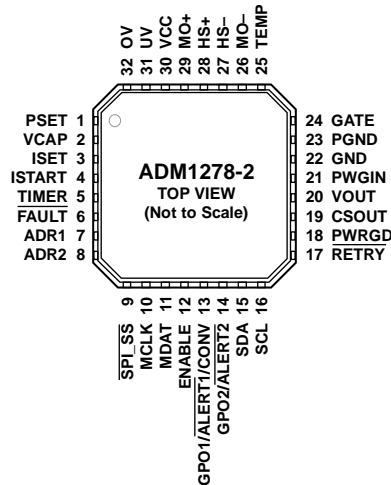 32 OV
31 UV
30 VCC
29 MO+
28 HS+
27 HS–
26 MO–
25 TEMP
PSET 1
VCAP 2
ISET 3
ISTART 4
TIMER 5
FAULT 6
ADR1 7
ADR2 8
ADM1278-2
TOP VIEW
(Not to Scale)
24 GATE
23 PGND
22 GND
21 PWGIN
20 VOUT
19 CSOUT
18 PWRGD
17 RETRY
SPI_SS 9
MCLK 10
MDAT 11
ENABLE 12
GPO1/ALERT1/CONV 13
GPO2/ALERT2 14
SDA 15
SCL 16